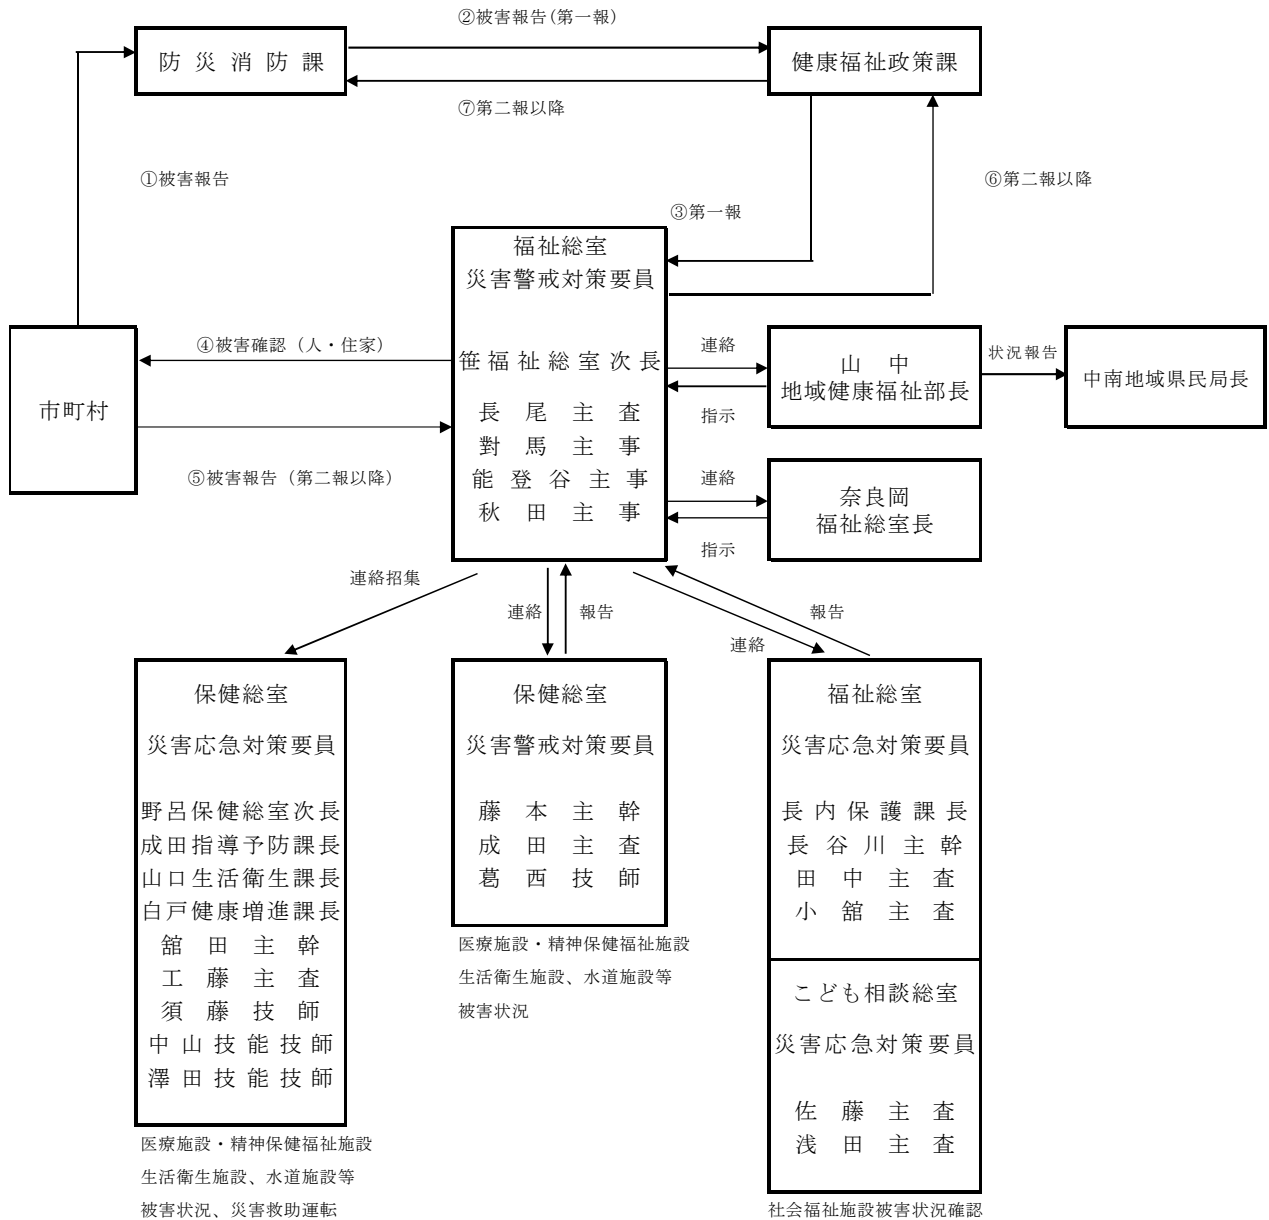 ②被害報告(第一報)
防災消防課
健康福祉政策課
⑦第二報以降
①被害報告
⑥第二報以降
③第一報
福祉総室
災害警戒対策要員
笹福祉総室次長
長尾主査
對馬主事
能登谷主事
秋田主事
④被害確認（人・住家）
市町村
⑤被害報告（第二報以降）
連絡
山中
地域健康福祉部長
指示
状況報告
中南地域県民局長
連絡
奈良岡
福祉総室長
指示
連絡招集
連絡
報告
連絡
報告
保健総室
災害応急対策要員
野呂保健総室次長
成田指導予防課長
山口生活衛生課長
白戸健康増進課長
舘田主幹
工藤主査
須藤技師
中山技能技師
澤田技能技師
医療施設・精神保健福祉施設
生活衛生施設、水道施設等
被害状況、災害救助運転
保健総室
災害警戒対策要員
藤本主幹
成田主査
葛西技師
医療施設・精神保健福祉施設
生活衛生施設、水道施設等
被害状況
福祉総室
災害応急対策要員
長内保護課長
長谷川主幹
田中主査
小舘主査
こども相談総室
災害応急対策要員
佐藤主査
浅田主査
社会福祉施設被害状況確認